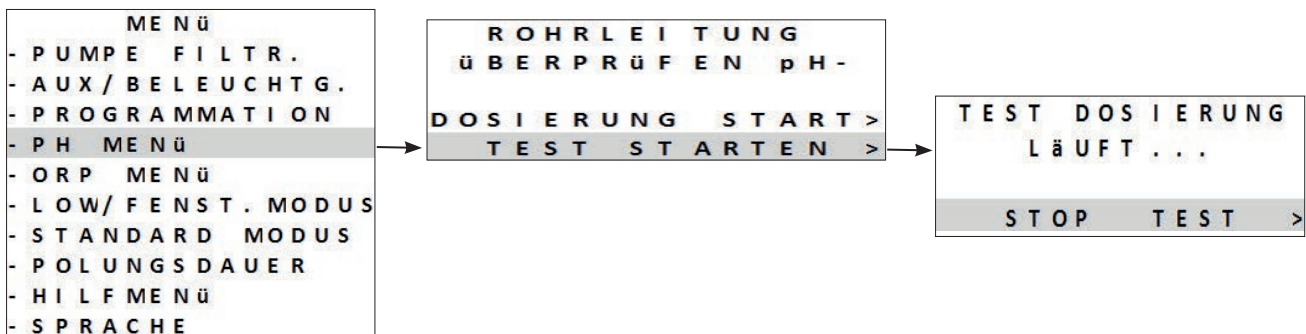 MENü
- PUMPE FILTR.
- AUX/BELEUCHTG.
- PROGRAMMATION
- PH MENü
- ORP MENü
- LOW/FENST.MODUS
- STANDARD MODUS
- POLUNGSDAUER
- HILFMENü
- SPRACHE
ROHRLEITUNG
üBERPRüFEN pH-
DOSIERUNG START>
TEST STARTEN >
TEST DOSIERUNG
LäUFT...
STOP TEST >